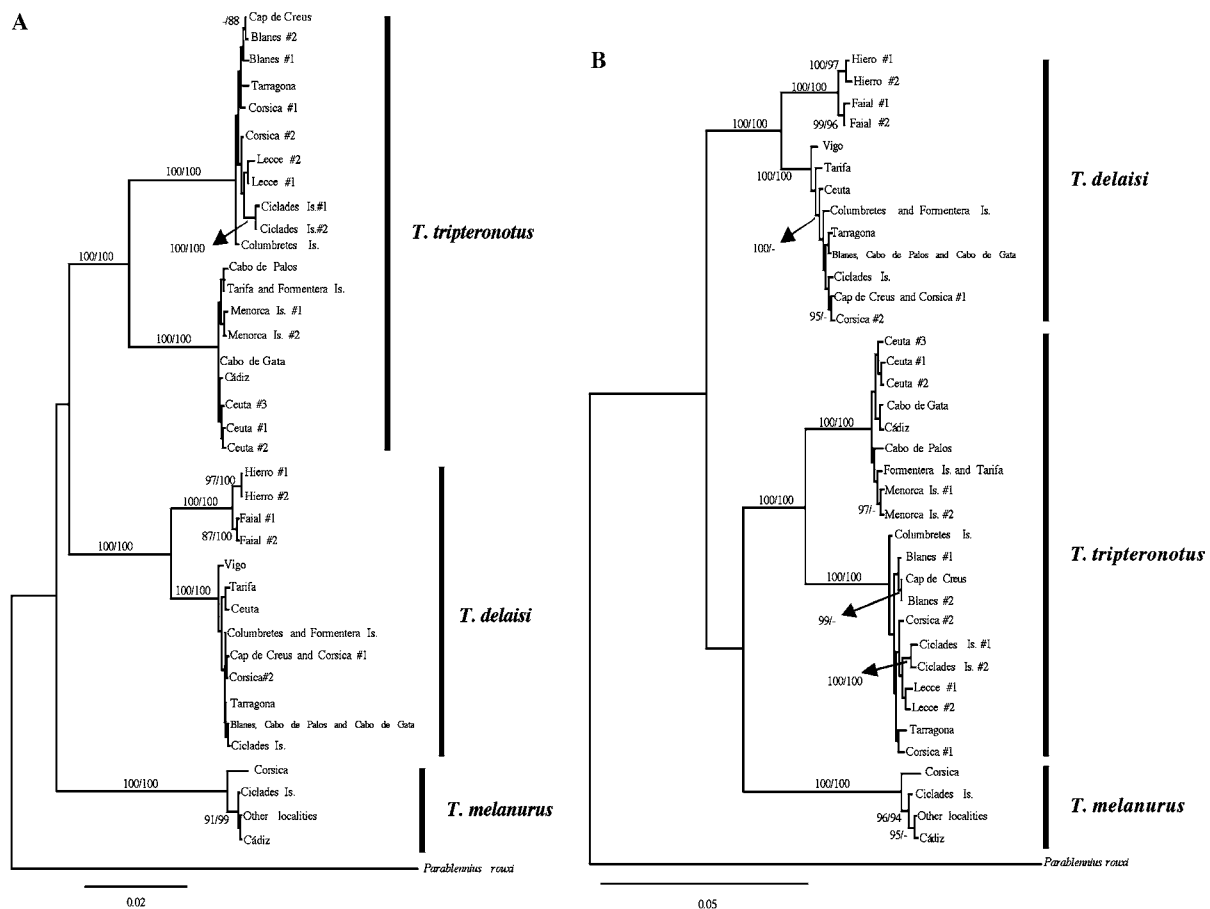 A
-/88
Cap de Creus
Blanes #2
Blanes #1
Tarragona
Corsica #1
Corsica #2
Lecce #2
Lecce #1
Ciclades Is.#1
Ciclades Is.#2
Columbretes Is.
100/100
100/100
T. tripteronotus
100/100
Cabo de Palos
Tarifa and Formentera Is.
Menorca Is. #1
Menorca Is. #2
100/100
Cabo de Gata
Cádiz
Ceuta #3
Ceuta #1
Ceuta #2
97/100
Hierro #1
Hierro #2
100/100
Faial #1
Faial #2
87/100
100/100
Vigo
Tarifa
Ceuta
100/100
Columbretes and Formentera Is.
Cap de Creus and Corsica #1
Corsica#2
Tarragona
Blanes, Cabo de Palos and Cabo de Gata
Ciclades Is.
T. delaisi
100/100
Corsica
Ciclades Is.
Other localities
Cádiz
91/99
T. melanurus
Parablennius rouxi
0.02
B
100/97
Hiero #1
Hierro #2
100/100
Faial #1
Faial #2
99/96
100/100
Vigo
Tarifa
100/100
Ceuta
Columbretes and Formentera Is.
Tarragona
100/-
Blanes, Cabo de Palos and Cabo de Gata
Ciclades Is.
Cap de Creus and Corsica #1
95/-
Corsica #2
T. delaisi
Ceuta #3
Ceuta #1
Ceuta #2
Cabo de Gata
100/100
Cádiz
Cabo de Palos
Formentera Is. and Tarifa
Menorca Is. #1
97/-
Menorca Is. #2
100/100
Columbretes Is.
Blanes #1
100/100
Cap de Creus
Blanes #2
99/-
Corsica #2
Ciclades Is. #1
Ciclades Is. #2
100/100
Lecce #1
Lecce #2
Tarragona
Corsica #1
T. tripteronotus
100/100
Corsica
Ciclades Is.
96/94
Other localities
95/-
Cádiz
T. melanurus
Parablennius rouxi
0.05